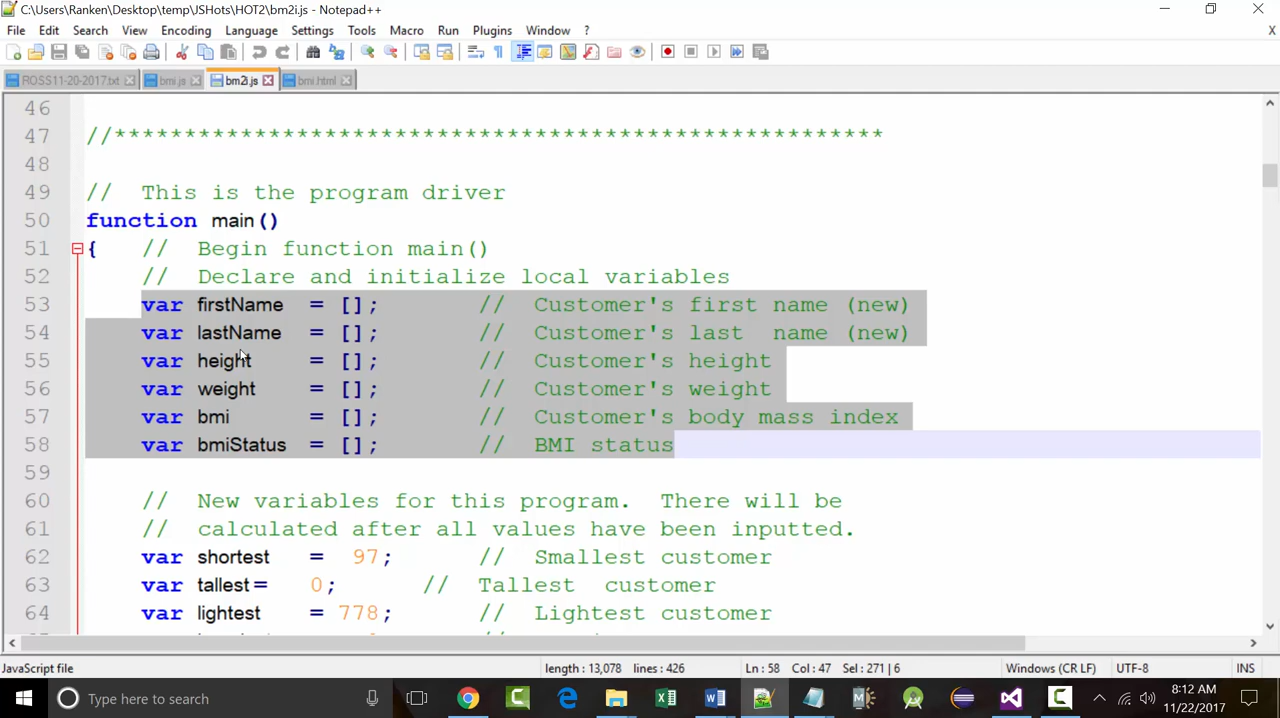 C:\Users\Ranken\Desktop\temp\JSHots\HOT2\bm2i.js - Notepad++
File Edit Search View Encoding Language Settings Tools Macro Run Plugins Window ? X
ROSS11-20-2017.txt bmi.js bm2i.js bmi.html
46
47 //*******************************************************
48
49 // This is the program driver
50 function main()
51 { // Begin function main()
52 // Declare and initialize local variables
53 var firstName = []; // Customer's first name (new)
54 var lastName = []; // Customer's last name (new)
55 var height = []; // Customer's height
56 var weight = []; // Customer's weight
57 var bmi = []; // Customer's body mass index
58 var bmiStatus = []; // BMI status
59
60 // New variables for this program. There will be
61 // calculated after all values have been inputted.
62 var shortest = 97; // Smallest customer
63 var tallest= 0; // Tallest customer
64 var lightest = 778; // Lightest customer
JavaScript file length : 13,078 lines : 426 Ln : 58 Col : 47 Sel : 271 | 6 Windows (CR LF) UTF-8 INS
Type here to search
8:12 AM
11/22/2017